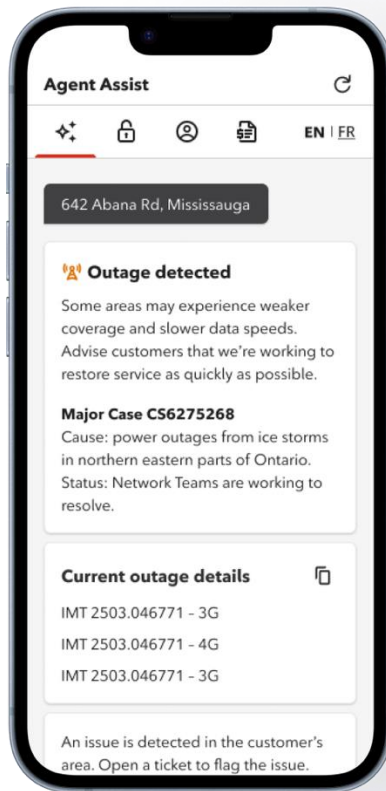 Agent Assist
EN | FR
642 Abana Rd, Mississauga
Outage detected
Some areas may experience weaker
coverage and slower data speeds.
Advise customers that we're working to
restore service as quickly as possible.
Major Case CS6275268
Cause: power outages from ice storms
in northern eastern parts of Ontario.
Status: Network Teams are working to
resolve.
Current outage details
IMT 2503.046771 – 3G
IMT 2503.046771 – 4G
IMT 2503.046771 – 3G
An issue is detected in the customer's
area. Open a ticket to flag the issue.